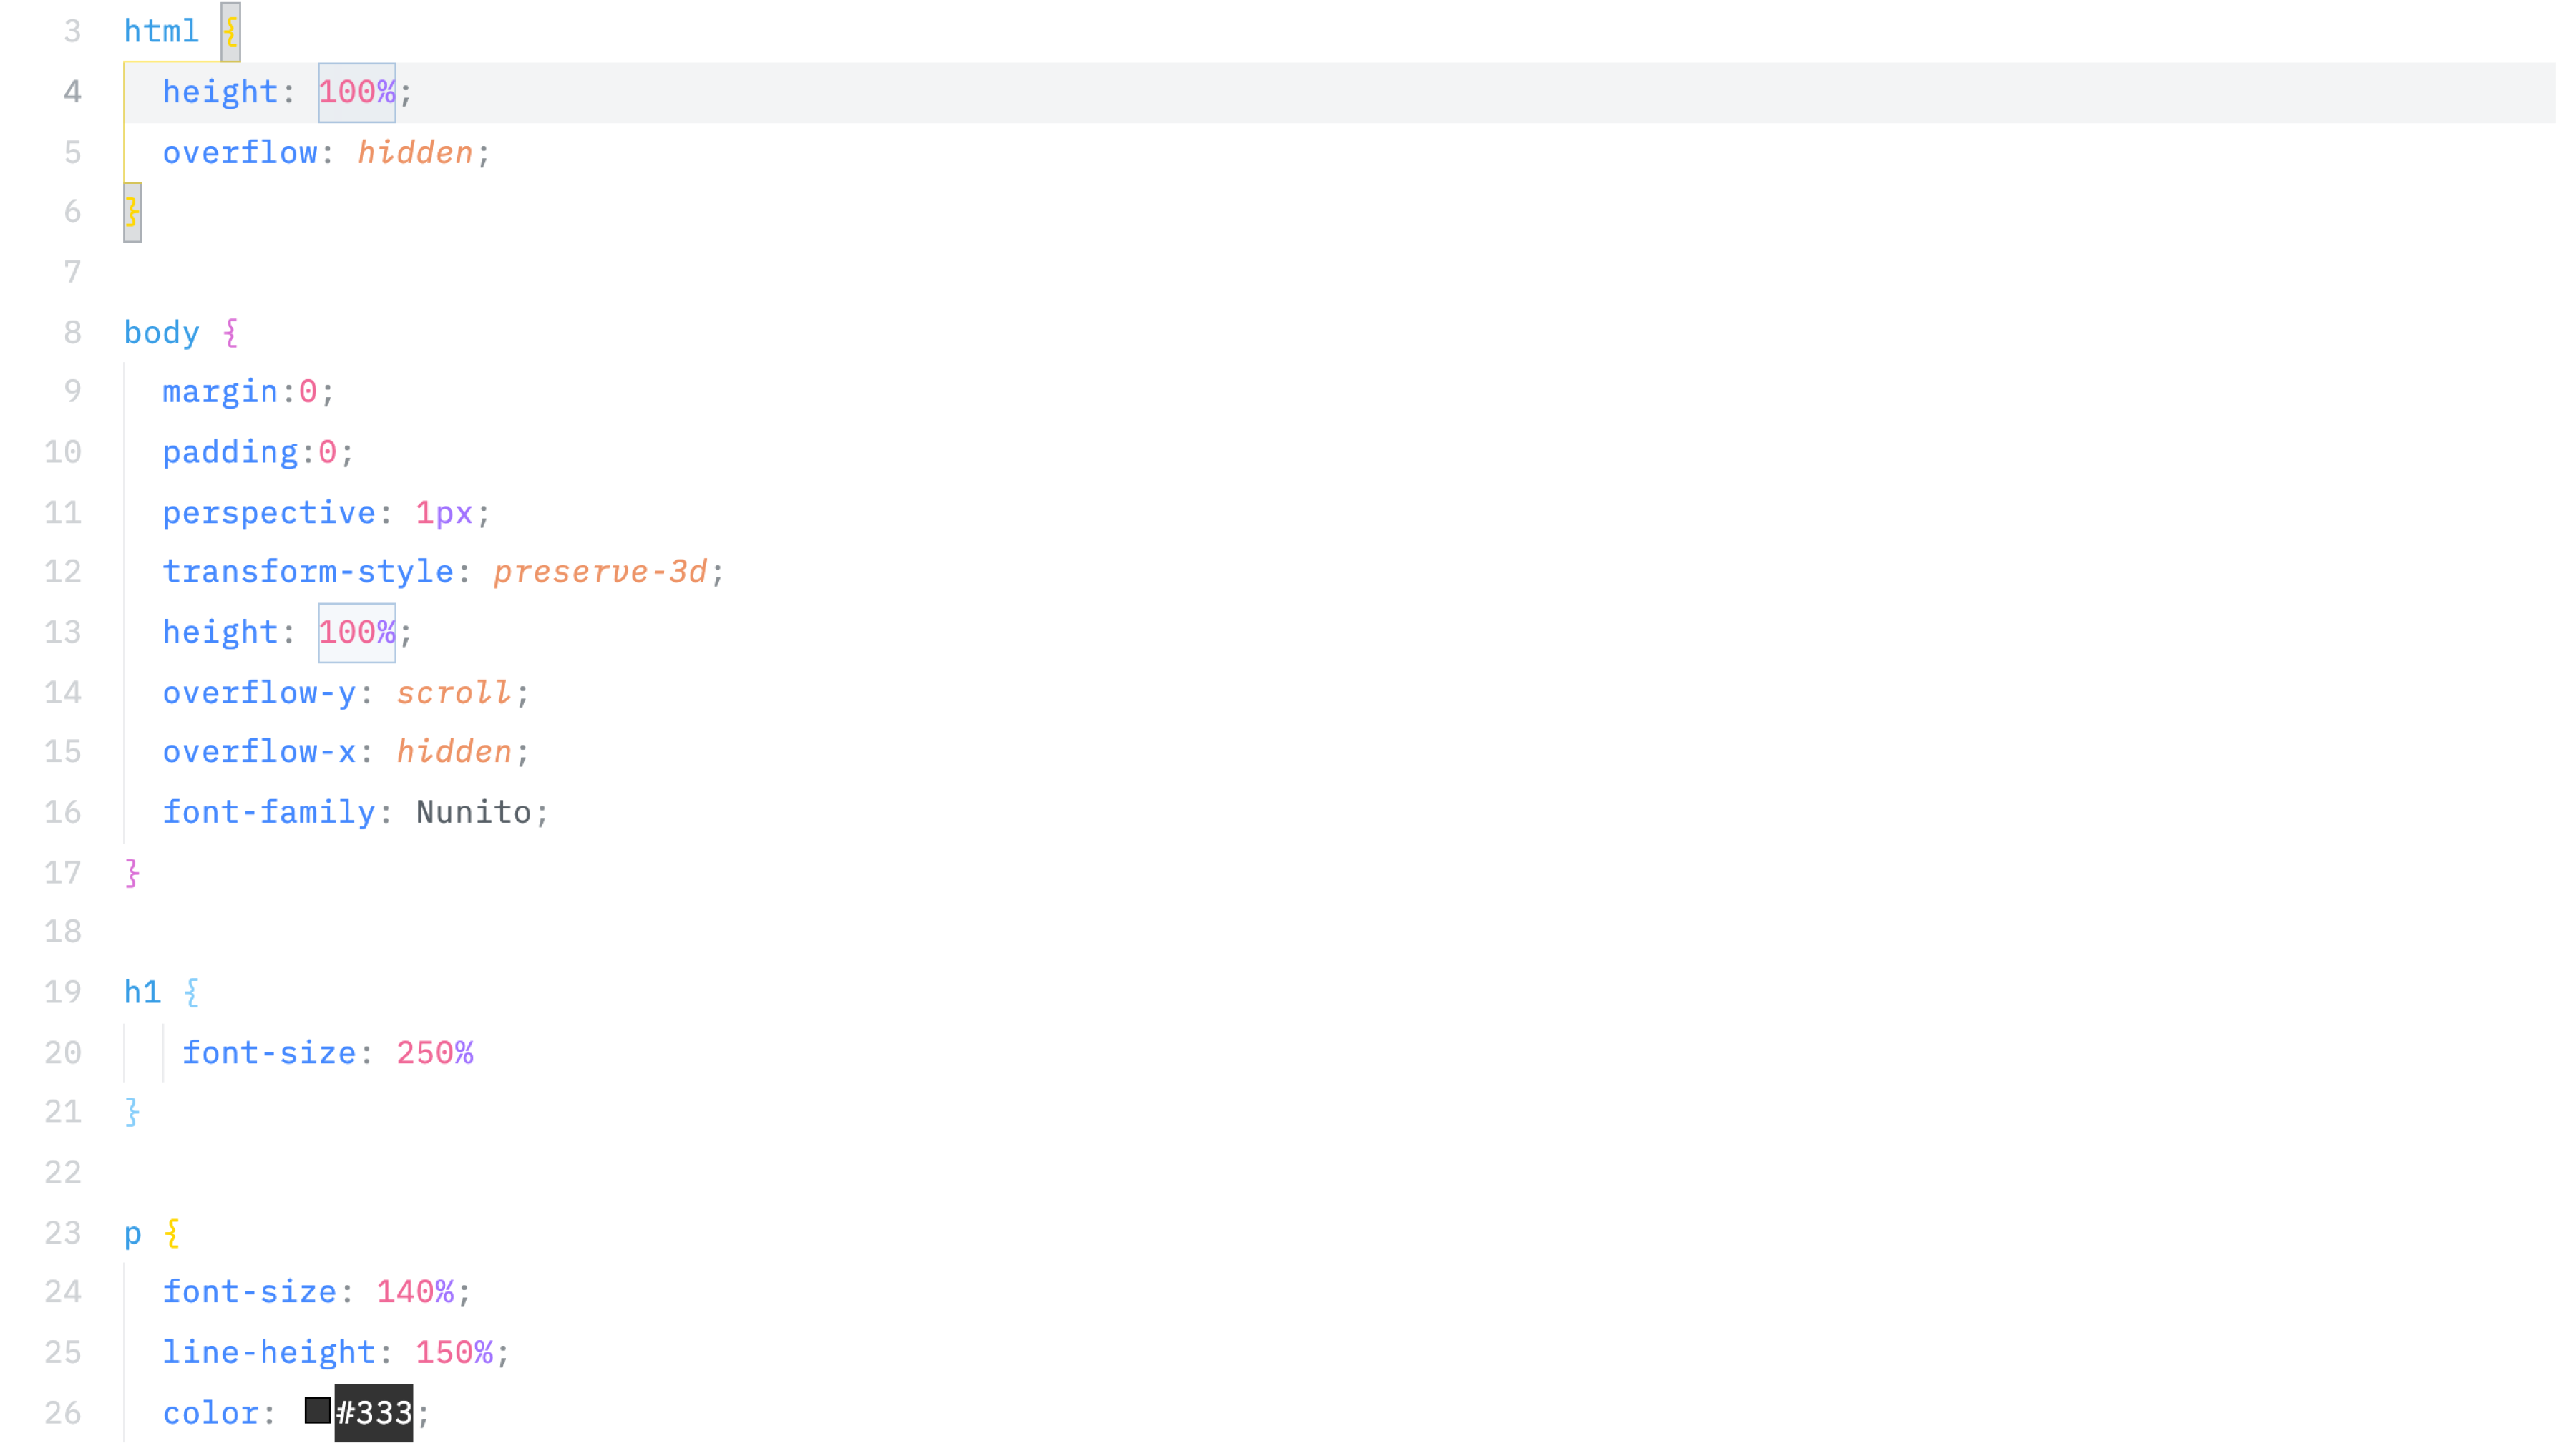 3 html {
4 height: 100%;
5 overflow: hidden;
6 }
7
8 body {
9 margin:0;
10 padding:0;
11 perspective: 1px;
12 transform-style: preserve-3d;
13 height: 100%;
14 overflow-y: scroll;
15 overflow-x: hidden;
16 font-family: Nunito;
17 }
18
19 h1 {
20 font-size: 250%
21 }
22
23 p {
24 font-size: 140%;
25 line-height: 150%;
26 color: #333;